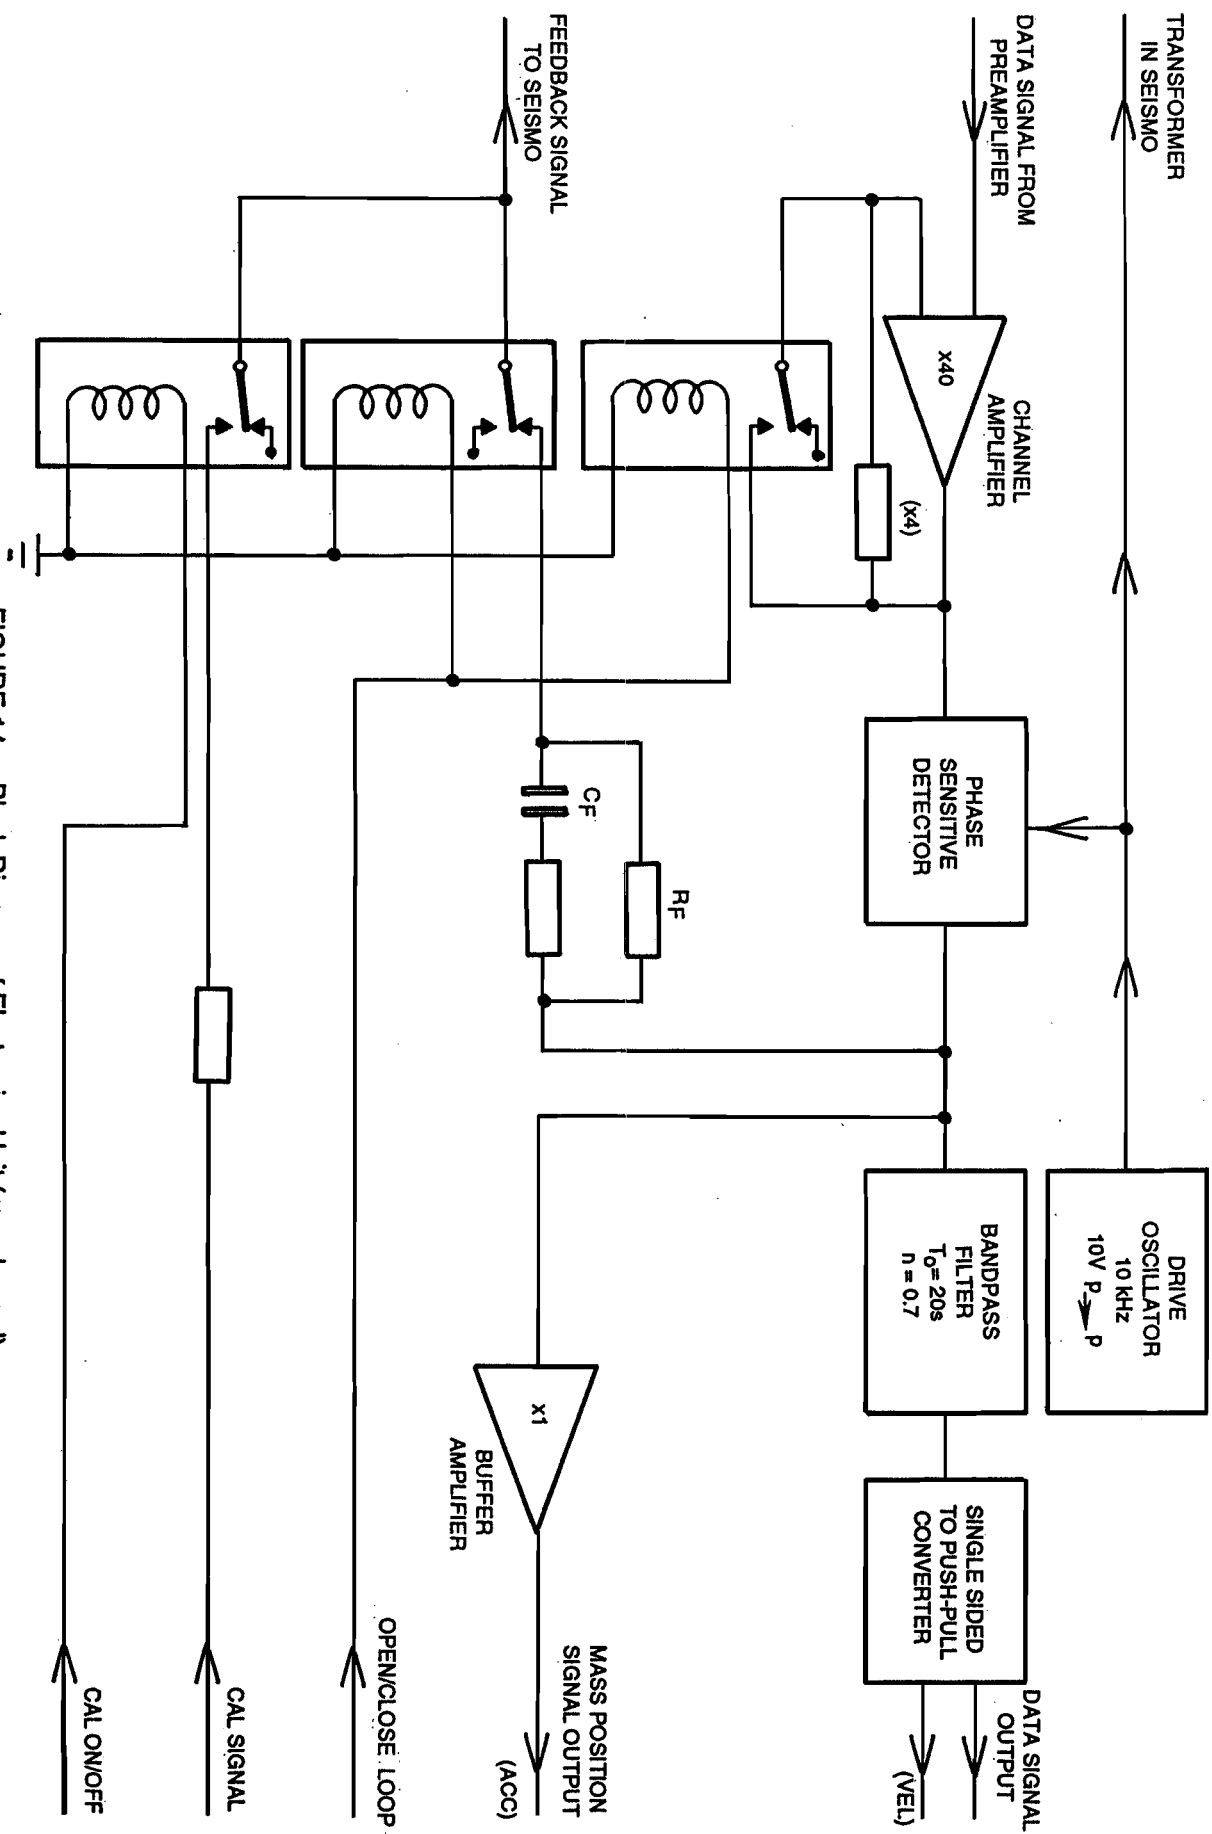 TRANSFORMER
IN SEISMO
DATA SIGNAL FROM
PREAMPLIFIER
FEEDBACK SIGNAL
TO SEISMO
x40
CHANNEL
AMPLIFIER
(x4)
PHASE
SENSITIVE
DETECTOR
CF
RF
DRIVE
OSCILLATOR
10 kHz
10V p p
BANDPASS
FILTER
To = 20s
n = 0.7
SINGLE SIDED
TO PUSH-PULL
CONVERTER
x1
BUFFER
AMPLIFIER
DATA SIGNAL
OUTPUT
(VEL)
MASS POSITION
SIGNAL OUTPUT
(ACC)
OPEN/CLOSE LOOP
CAL SIGNAL
CAL ON/OFF